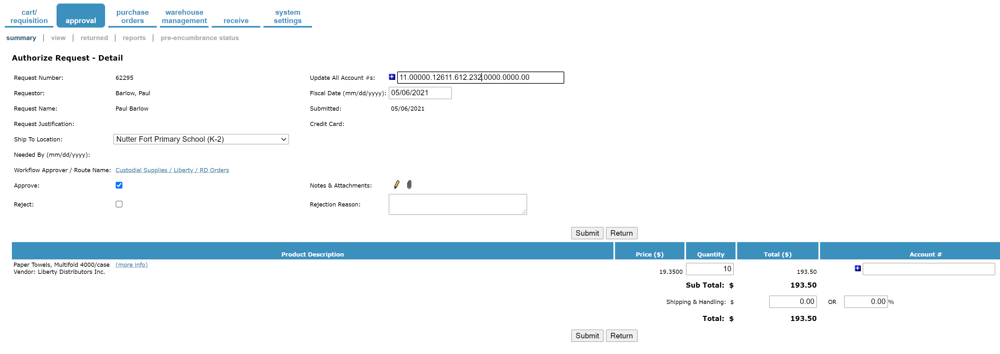 cart/
requisition
approval
purchase
orders
warehouse
management
receive
system
settings
summary | view | returned | reports | pre-encumbrance status
Authorize Request - Detail
Request Number: 62295 Update All Account #s: 11.00000.12611.612.232.0000.0000.00
Requestor: Barlow, Paul Fiscal Date (mm/dd/yyyy): 05/06/2021
Request Name: Paul Barlow Submitted: 05/06/2021
Request Justification: Credit Card:
Ship To Location: Nutter Fort Primary School (K-2)
Needed By (mm/dd/yyyy):
Workflow Approver / Route Name: Custodial Supplies / Liberty / RD Orders
Approve: Notes & Attachments:
Reject: Rejection Reason:
Submit Return
Product Description Price ($) Quantity Total ($) Account #
Paper Towels, Multifold 4000/case (more info)
Vendor: Liberty Distributors Inc. 19.3500 10 193.50
Sub Total: $ 193.50
Shipping & Handling: $ 0.00 OR 0.00 %
Total: $ 193.50
Submit Return